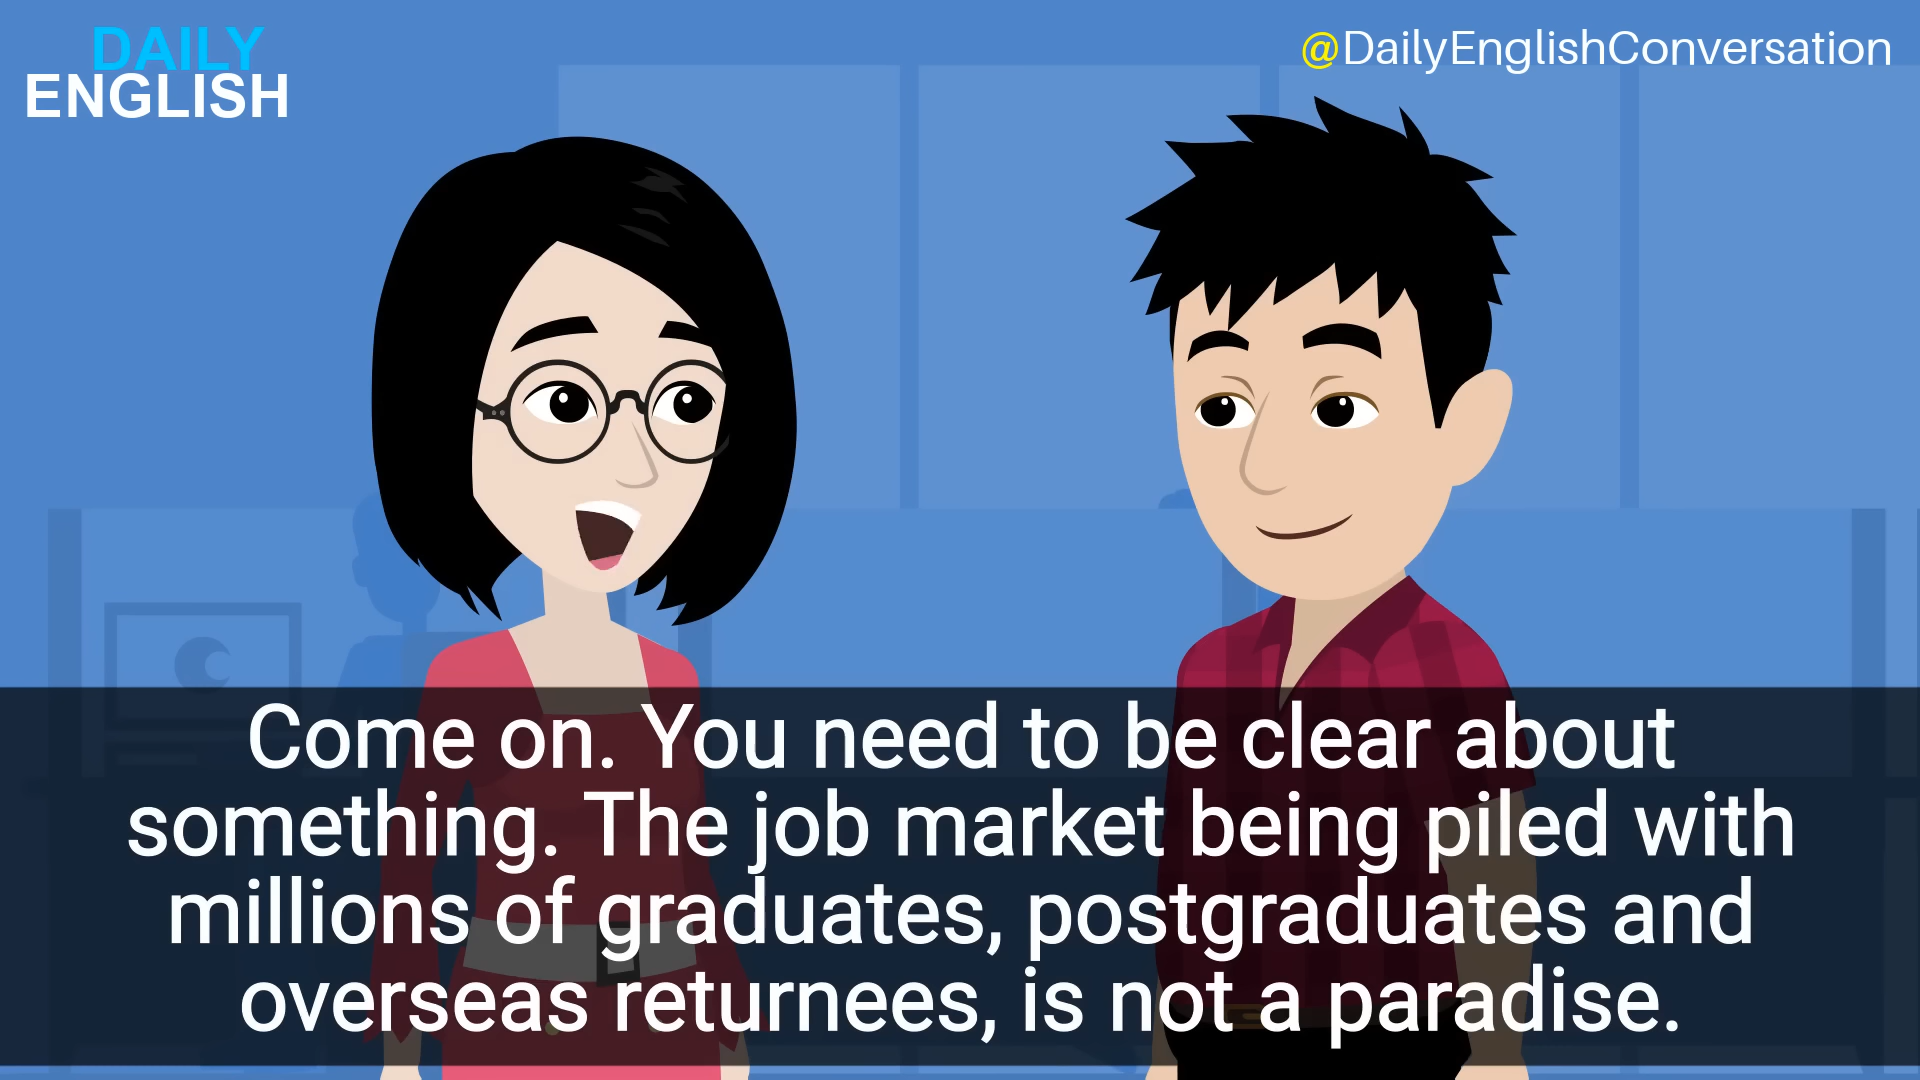 DAILY
ENGLISH
@DailyEnglishConversation
Come on. You need to be clear about
something. The job market being piled with
millions of graduates, postgraduates and
overseas returnees, is not a paradise.